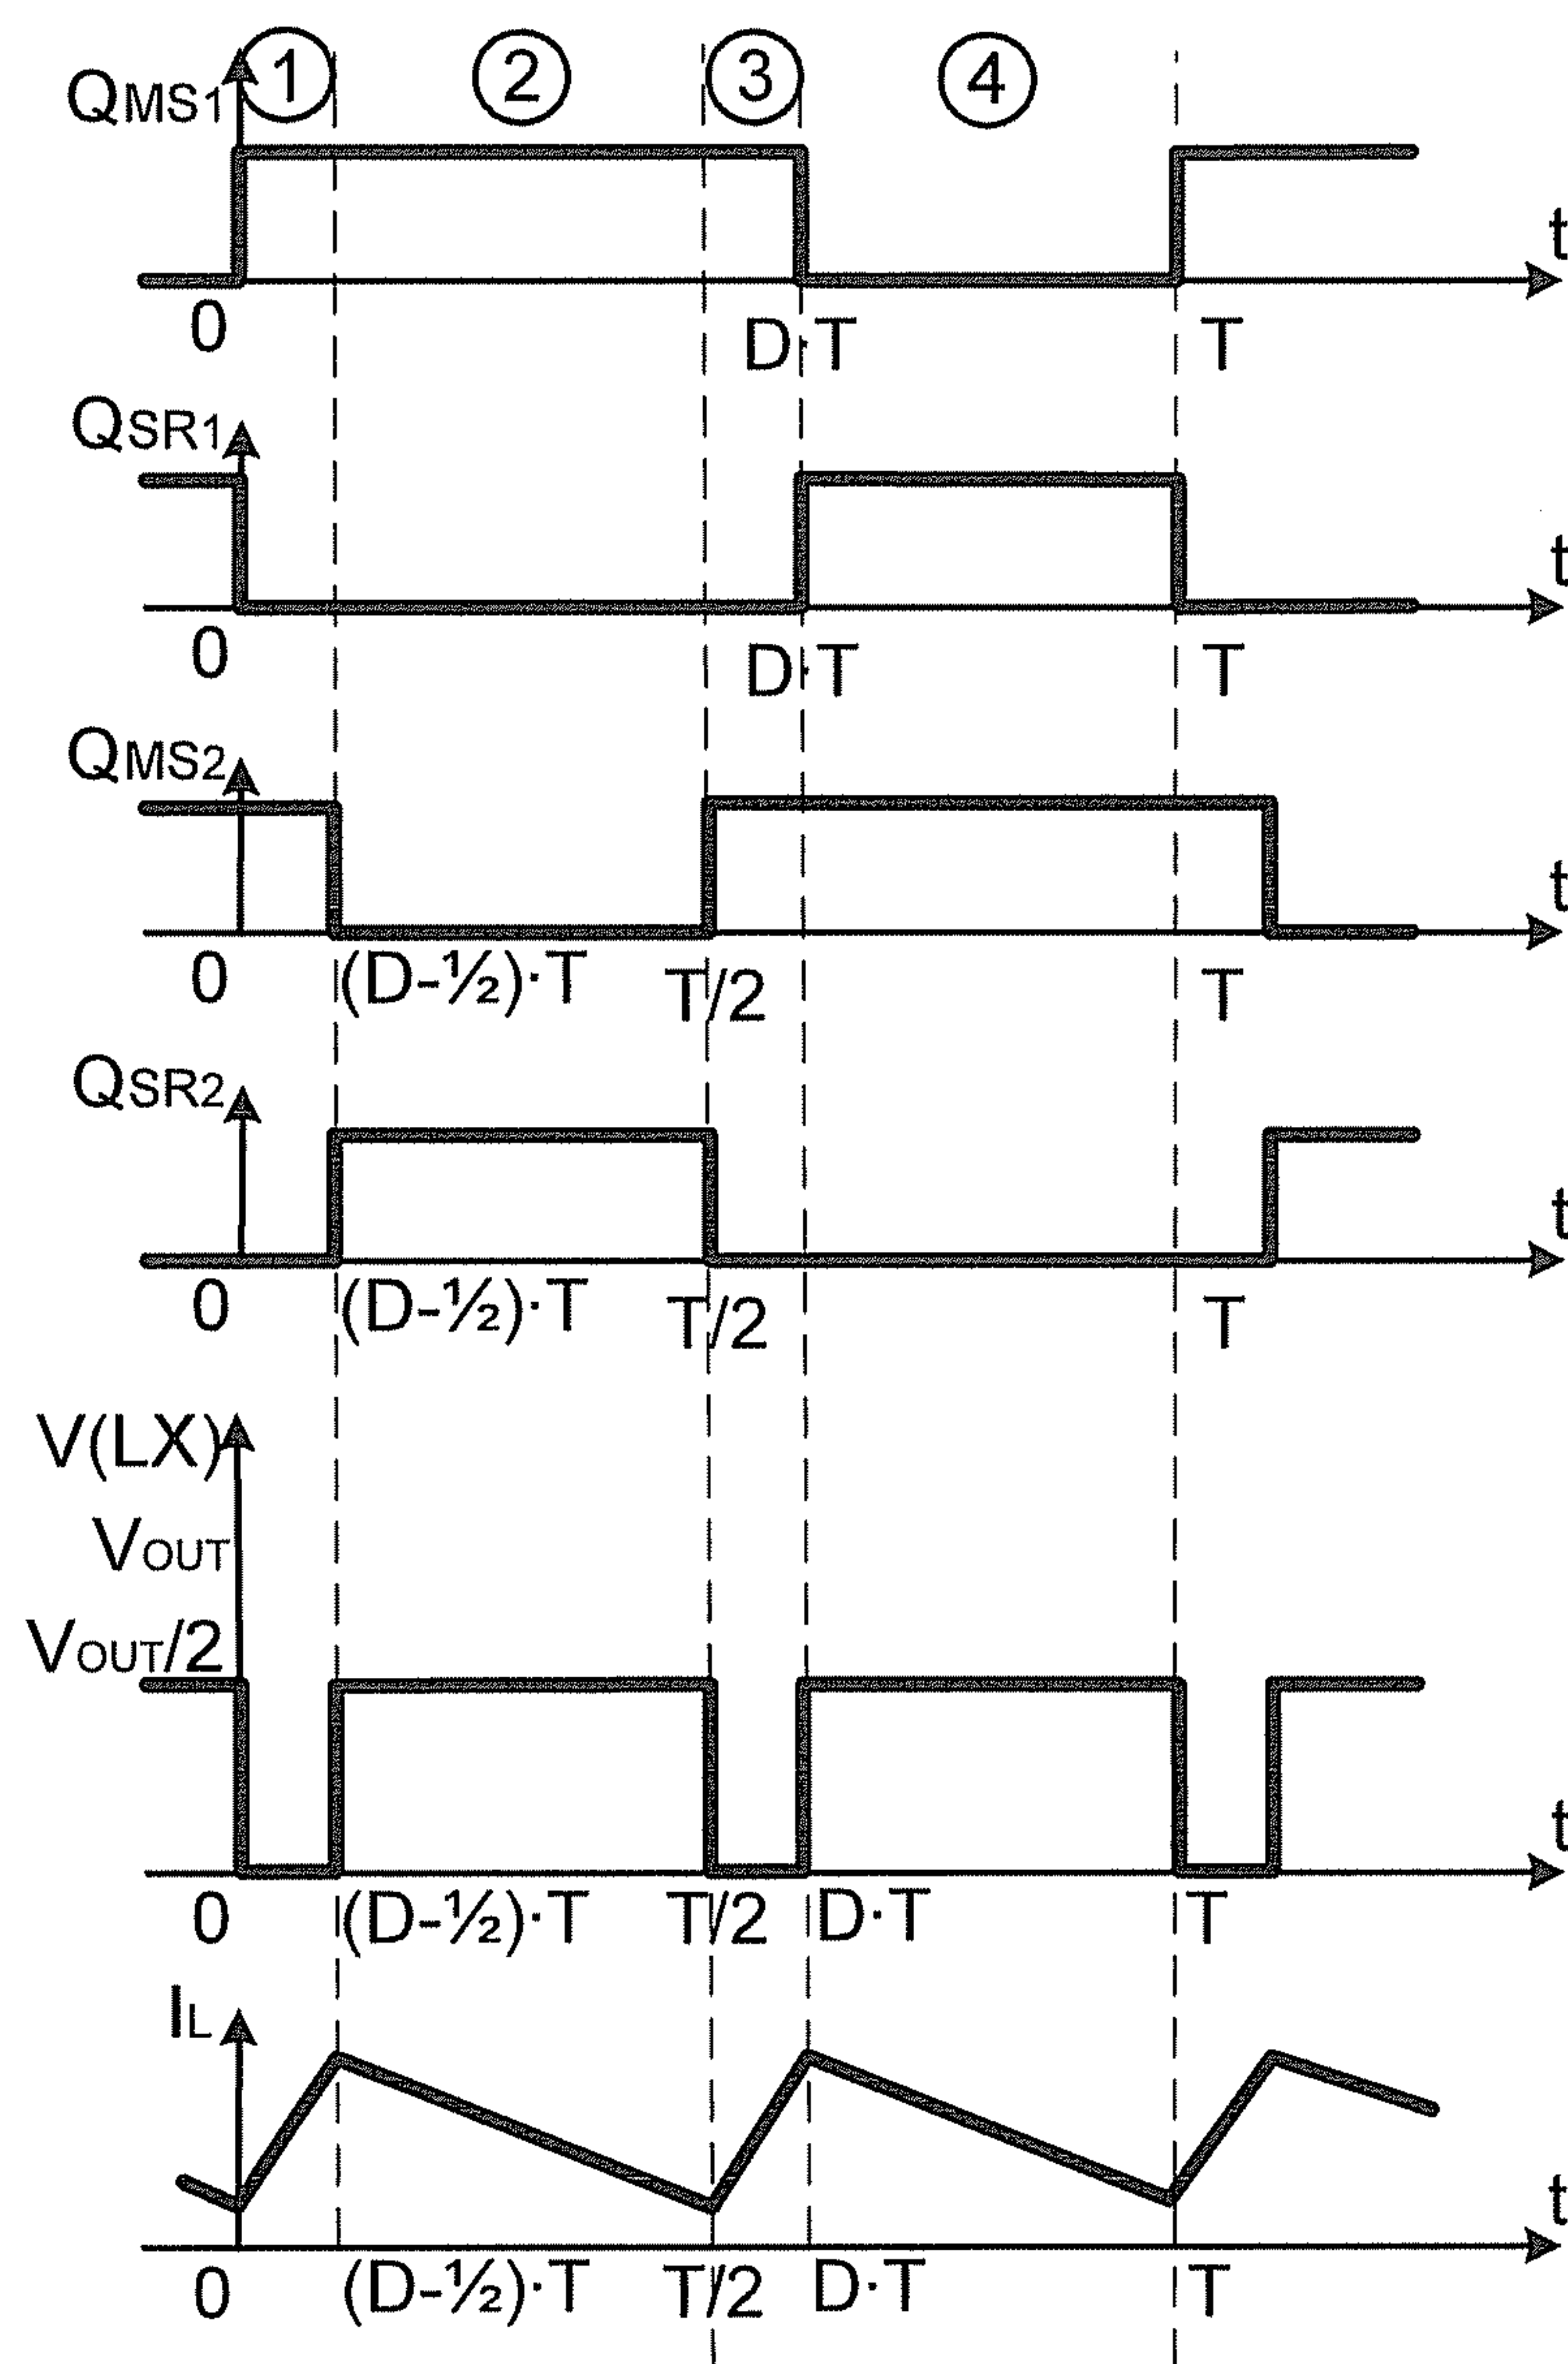 1 2 3 4
QMS1
t
0 D·T T
QSR1
t
0 D·T T
QMS2
t
0 (D-½)·T T/2 T
QSR2
t
0 (D-½)·T T/2 T
V(LX)
VOUT
VOUT/2
t
0 (D-½)·T T/2 D·T T
IL
t
0 (D-½)·T T/2 D·T T